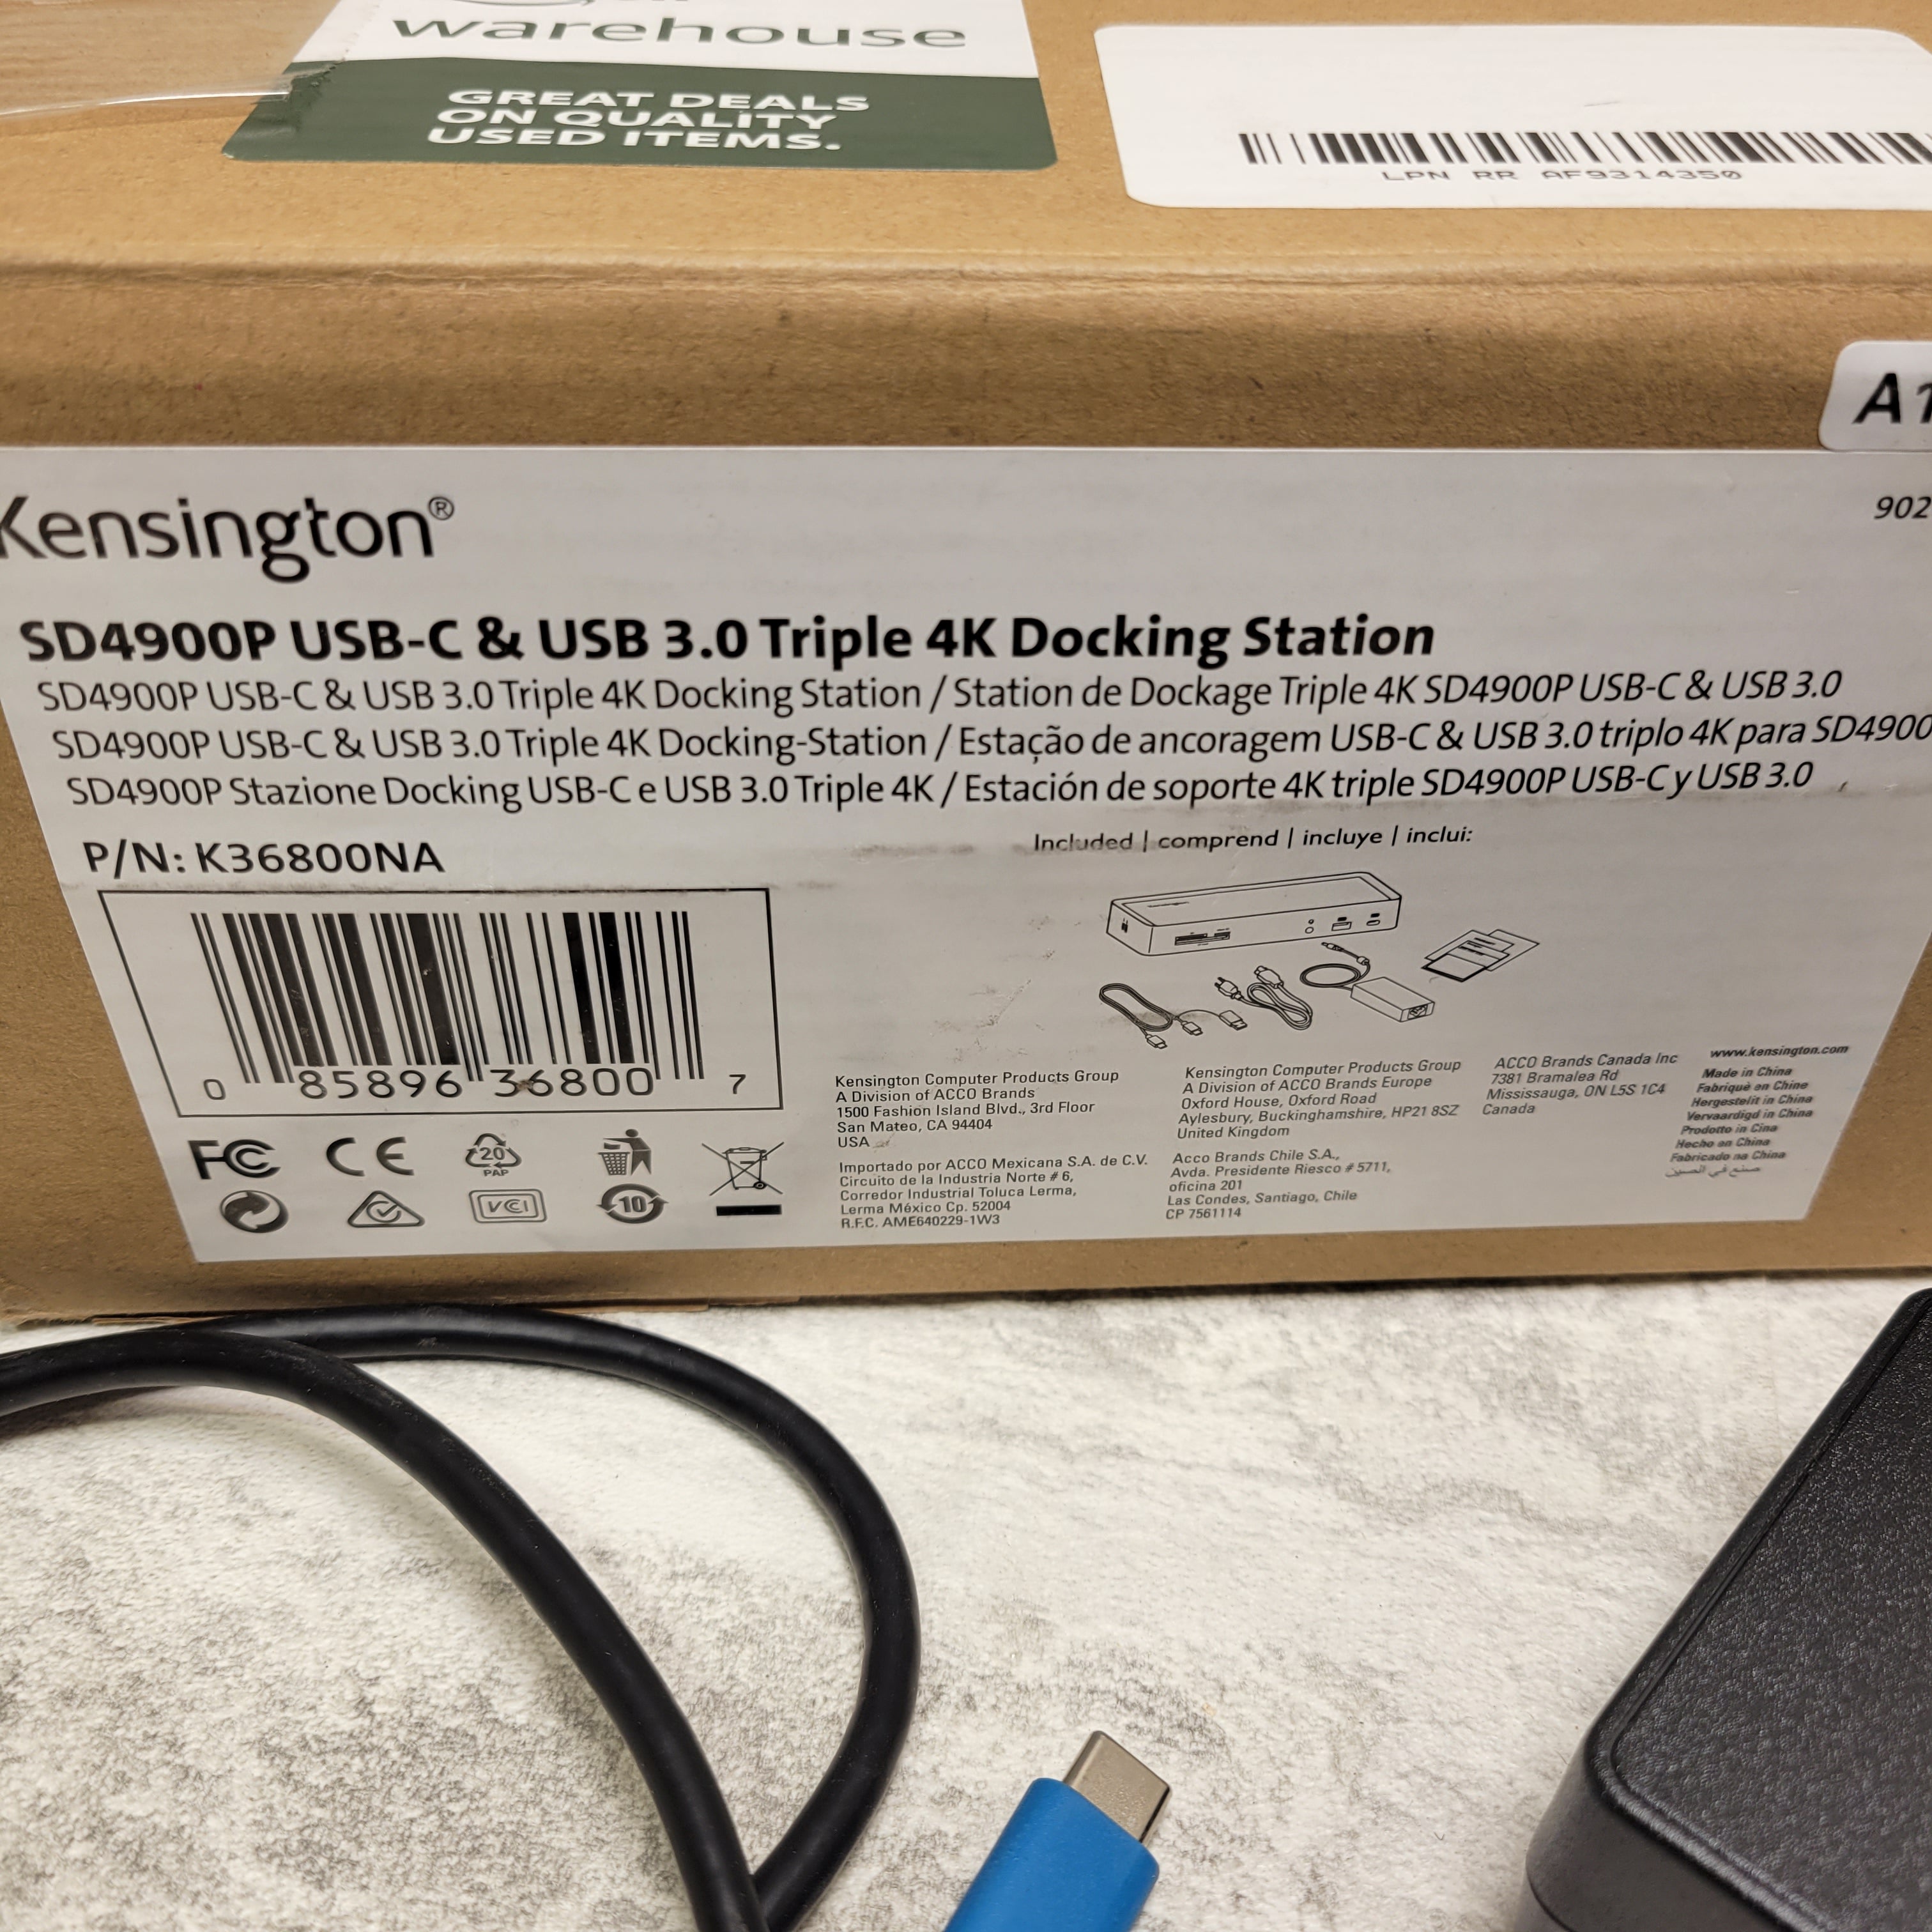 warehouse
GREAT DEALS
ON QUALITY
USED ITEMS.
LPN RR AF9314350
A1
Kensington®
902
SD4900P USB-C & USB 3.0 Triple 4K Docking Station
SD4900P USB-C & USB 3.0 Triple 4K Docking Station / Station de Dockage Triple 4K SD4900P USB-C & USB 3.0
SD4900P USB-C & USB 3.0 Triple 4K Docking-Station / Estação de ancoragem USB-C & USB 3.0 triplo 4K para SD4900
SD4900P Stazione Docking USB-C e USB 3.0 Triple 4K / Estación de soporte 4K triple SD4900P USB-C y USB 3.0
P/N: K36800NA
Included | comprend | incluye | inclui:
0 85896 36800 7
FC CE 20 PAP
VCI 10
Kensington Computer Products Group
A Division of ACCO Brands
1500 Fashion Island Blvd., 3rd Floor
San Mateo, CA 94404
USA
Importado por ACCO Mexicana S.A. de C.V.
Circuito de la Industria Norte # 6,
Corredor Industrial Toluca Lerma,
Lerma México Cp. 52004
R.F.C. AME640229-1W3
Kensington Computer Products Group
A Division of ACCO Brands Europe
Oxford House, Oxford Road
Aylesbury, Buckinghamshire, HP21 8SZ
United Kingdom
Acco Brands Chile S.A.,
Avda. Presidente Riesco # 5711,
oficina 201
Las Condes, Santiago, Chile
CP 7561114
ACCO Brands Canada Inc
7381 Bramalea Rd
Mississauga, ON L5S 1C4
Canada
www.kensington.com
Made in China
Fabriqué en Chine
Hergestellt in China
Vervaardigd in China
Prodotto in Cina
Hecho en China
Fabricado na China
صنع في الصين